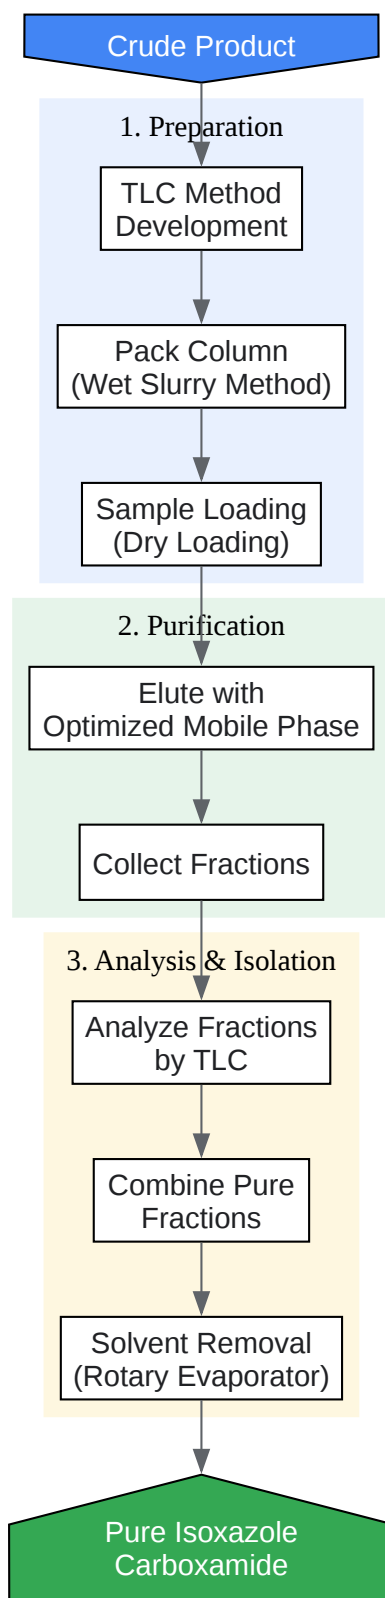 Crude Product
1. Preparation
TLC Method
Development
Pack Column
(Wet Slurry Method)
Sample Loading
(Dry Loading)
2. Purification
Elute with
Optimized Mobile Phase
Collect Fractions
3. Analysis & Isolation
Analyze Fractions
by TLC
Combine Pure
Fractions
Solvent Removal
(Rotary Evaporator)
Pure Isoxazole
Carboxamide